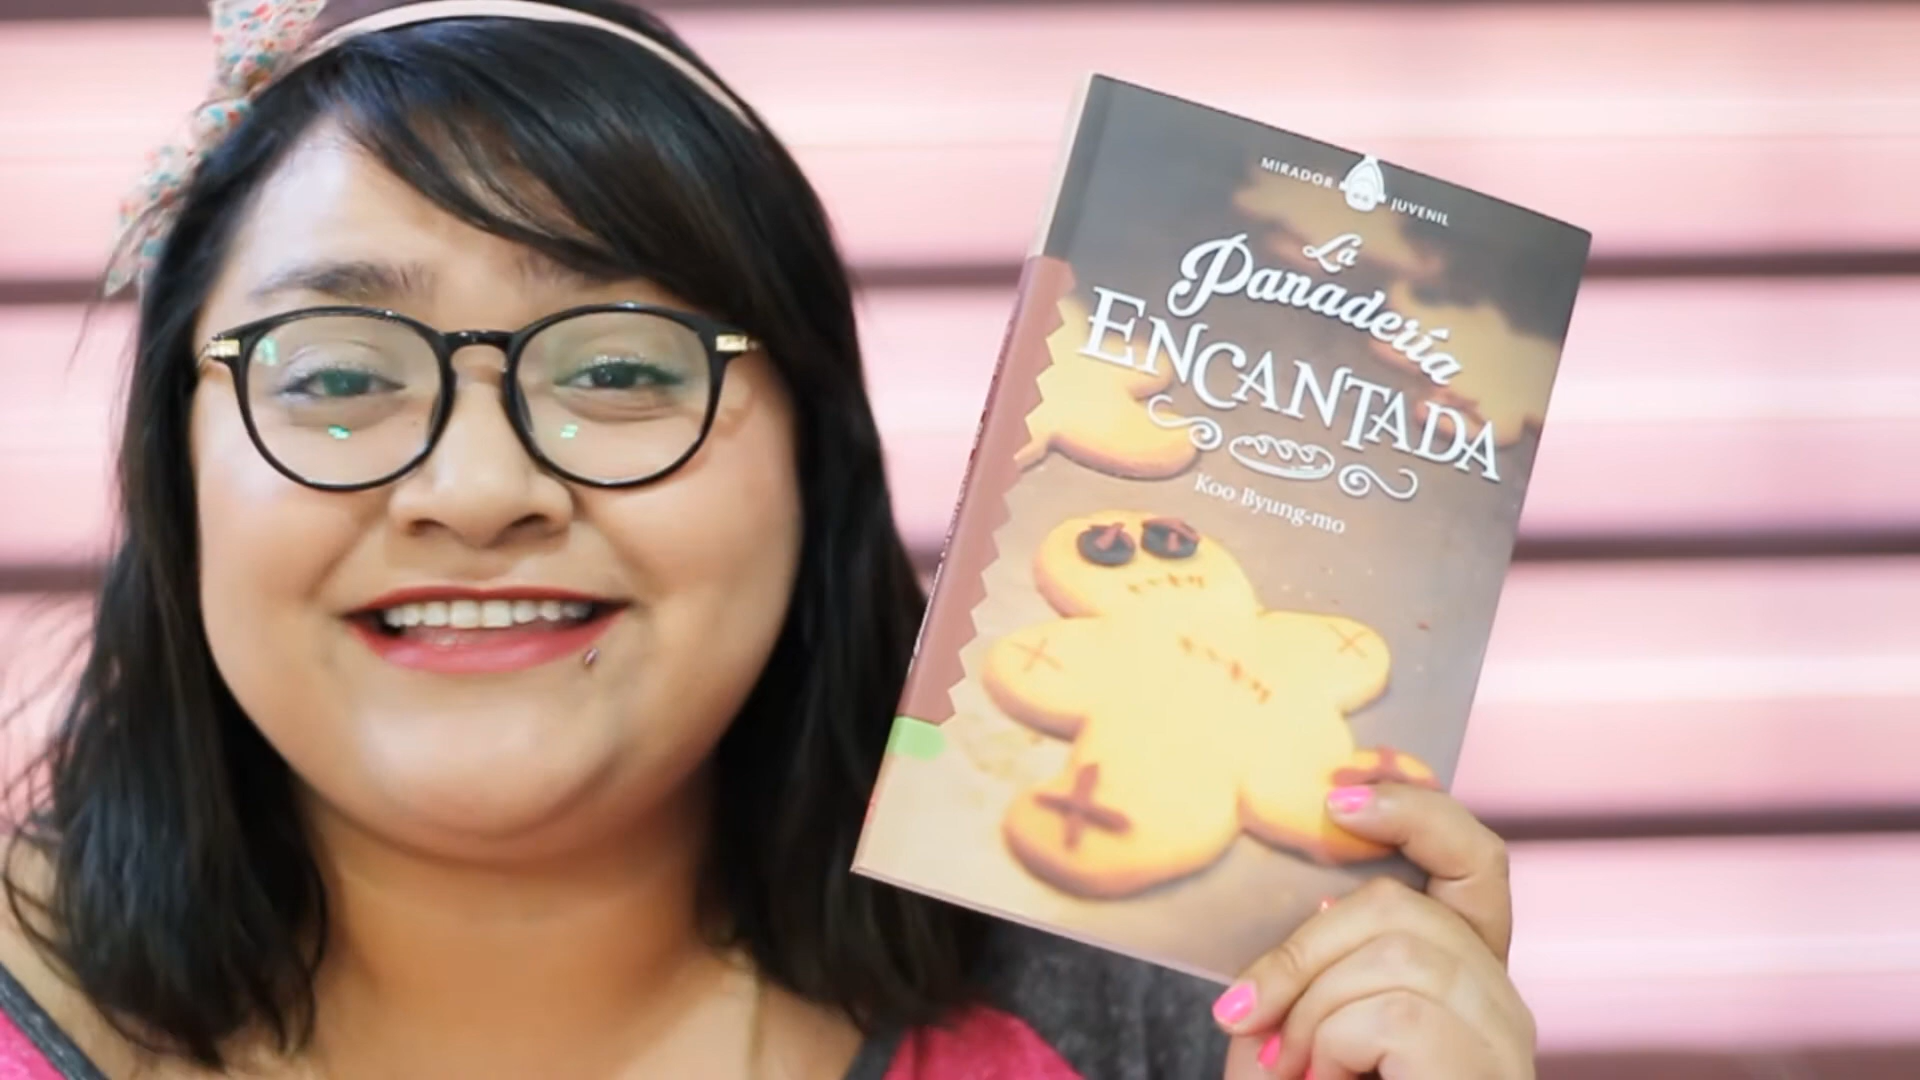 MIRADOR JUVENIL
La
Panadería
ENCANTADA
Koo Byung-mo